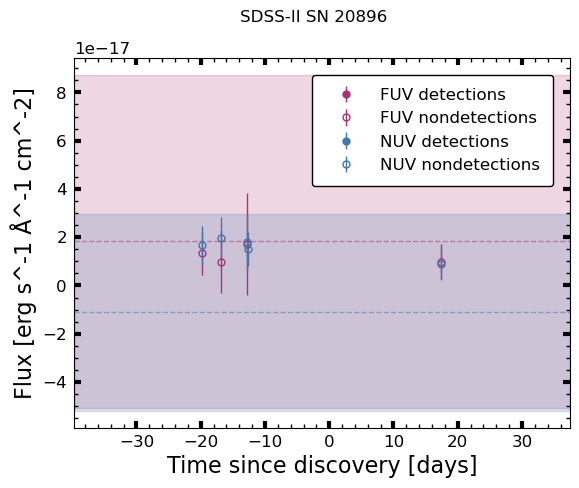 SDSS-II SN 20896
1e−17
FUV detections
FUV nondetections
NUV detections
NUV nondetections
8
6
4
2
0
−2
−4
Flux [erg s^-1 Å^-1 cm^-2]
−30 −20 −10 0 10 20 30
Time since discovery [days]